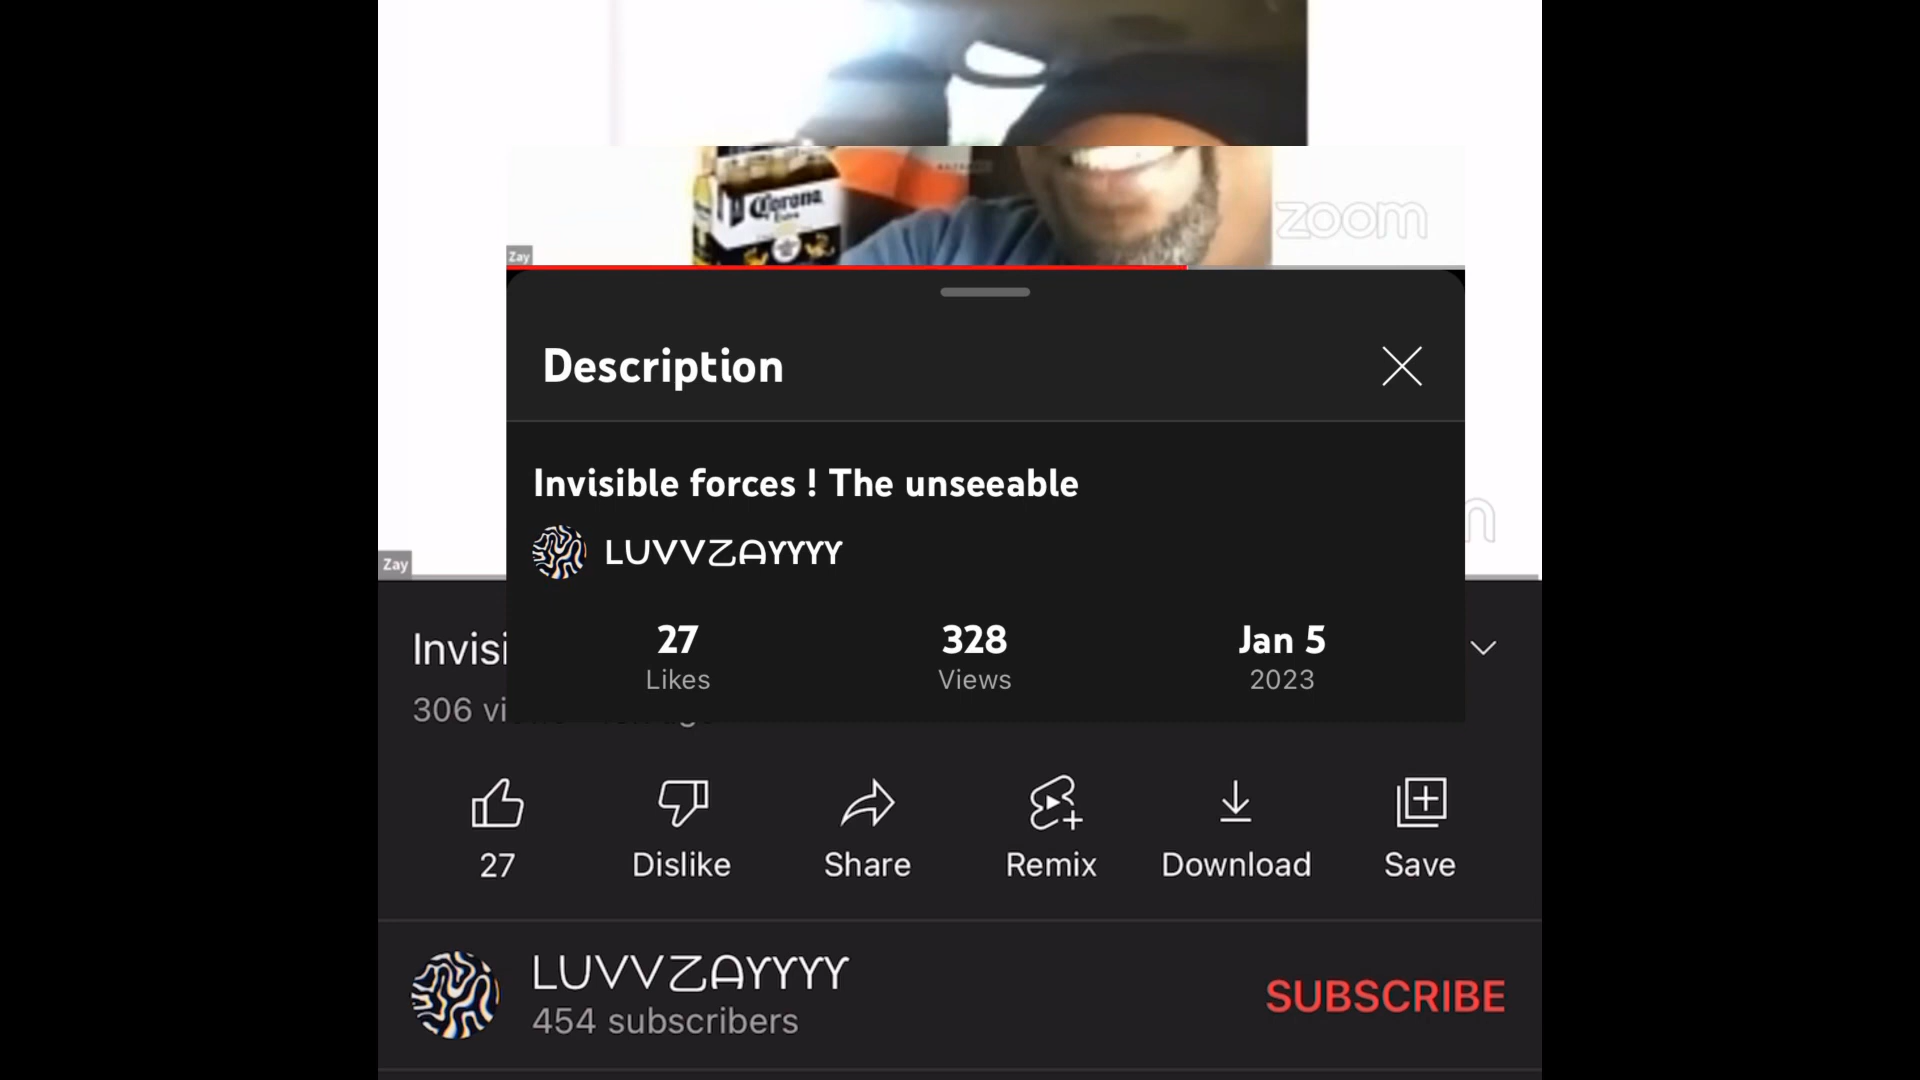 Corona
Extra
zoom
Zay
Description
Invisible forces ! The unseeable
LUVVZAYYYY
27
Likes
328
Views
Jan 5
2023
Zay
Invisi
306 vi
27
Dislike
Share
Remix
Download
Save
LUVVZAYYYY
454 subscribers
SUBSCRIBE